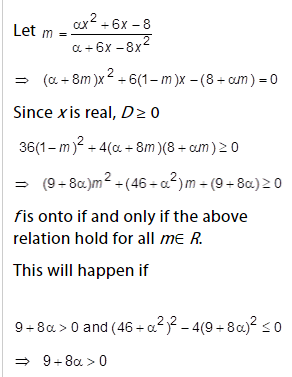 Let m = αx² + 6x − 8 / α + 6x − 8x²
⇒ (α + 8m)x² + 6(1 − m)x − (8 + αm) = 0
Since x is real, D ≥ 0
36(1 − m)² + 4(α + 8m)(8 + αm) ≥ 0
⇒ (9 + 8α)m² + (46 + α²)m + (9 + 8α) ≥ 0
f is onto if and only if the above
relation hold for all m∈ R.
This will happen if
9 + 8α > 0 and (46 + α²)² − 4(9 + 8α)² ≤ 0
⇒ 9 + 8α > 0